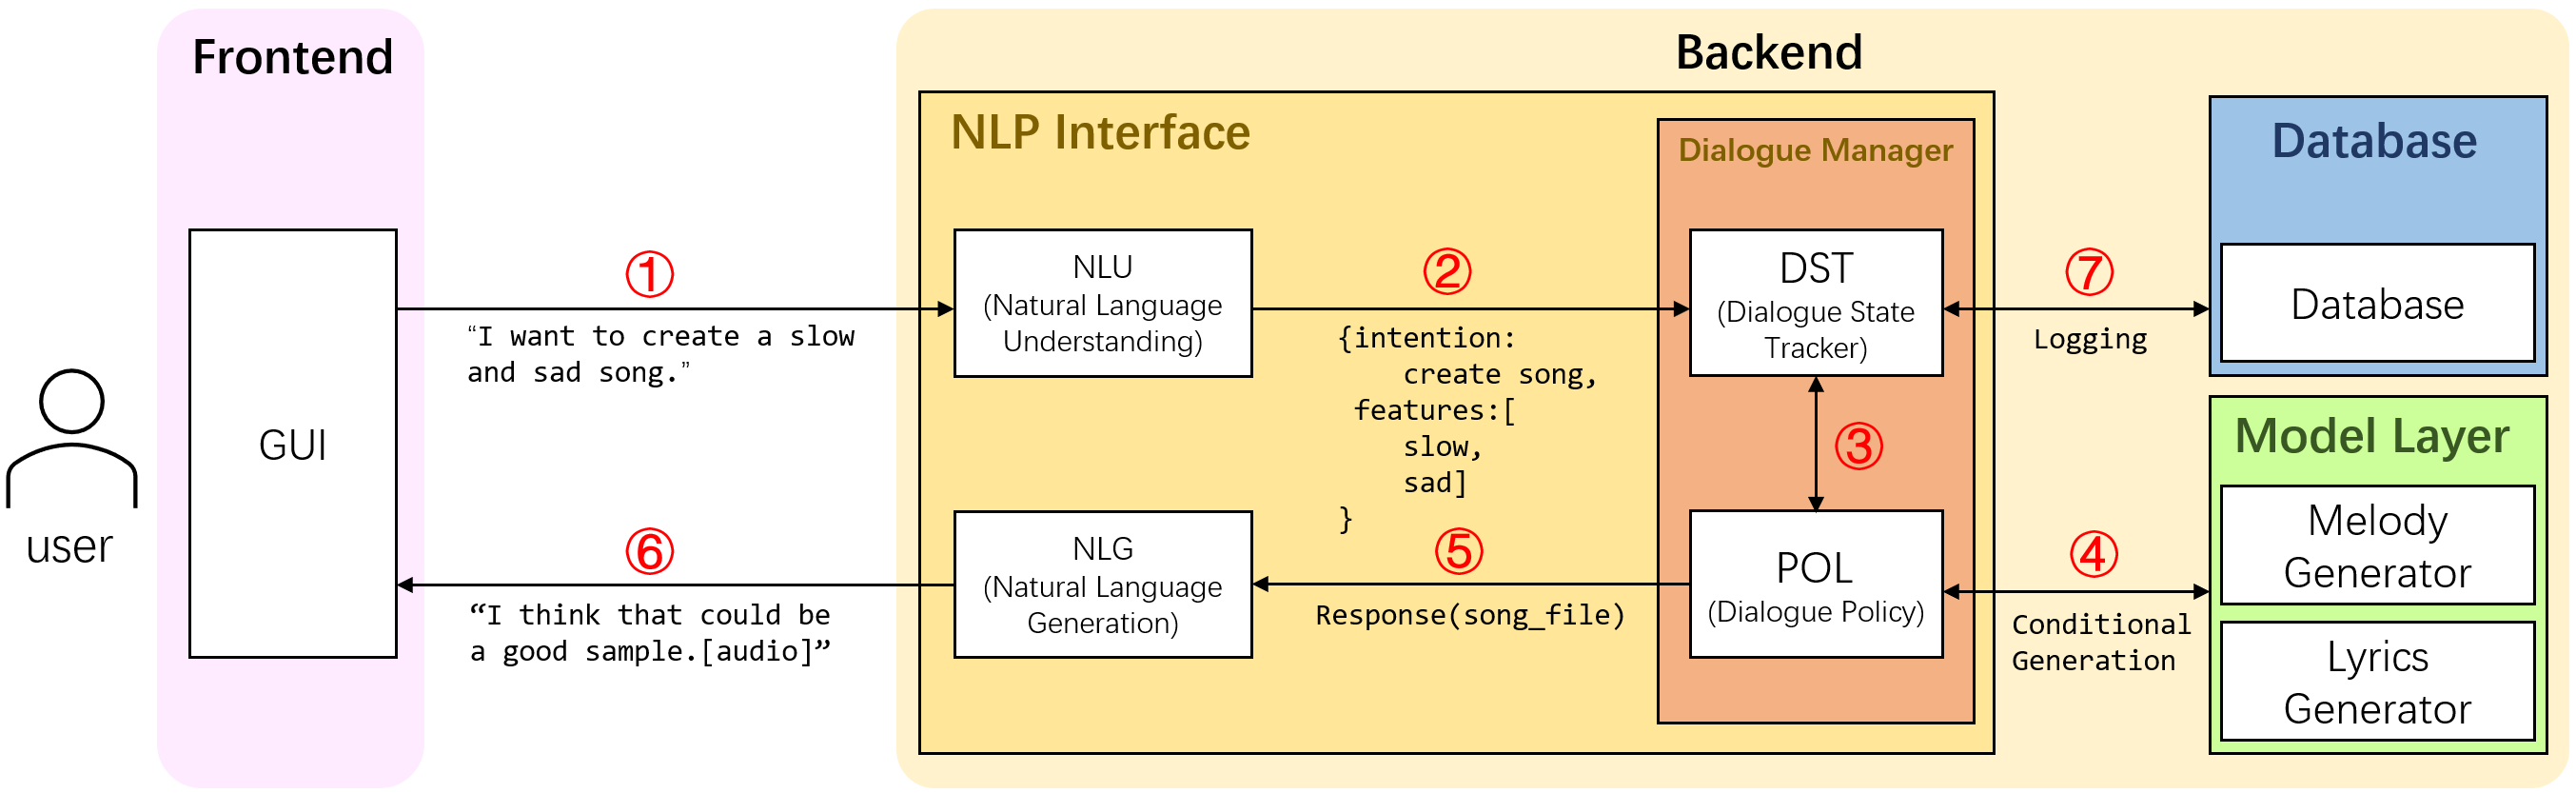 Frontend
Backend
NLP Interface
Dialogue Manager
Database
user
GUI
①
“I want to create a slow
and sad song.”
NLU
(Natural Language
Understanding)
②
{intention:
create song,
features:[
slow,
sad]
}
DST
(Dialogue State
Tracker)
⑦
Logging
Database
③
Model Layer
Melody
Generator
Lyrics
Generator
④
Conditional
Generation
POL
(Dialogue Policy)
⑤
Response(song_file)
NLG
(Natural Language
Generation)
⑥
“I think that could be
a good sample.[audio]”